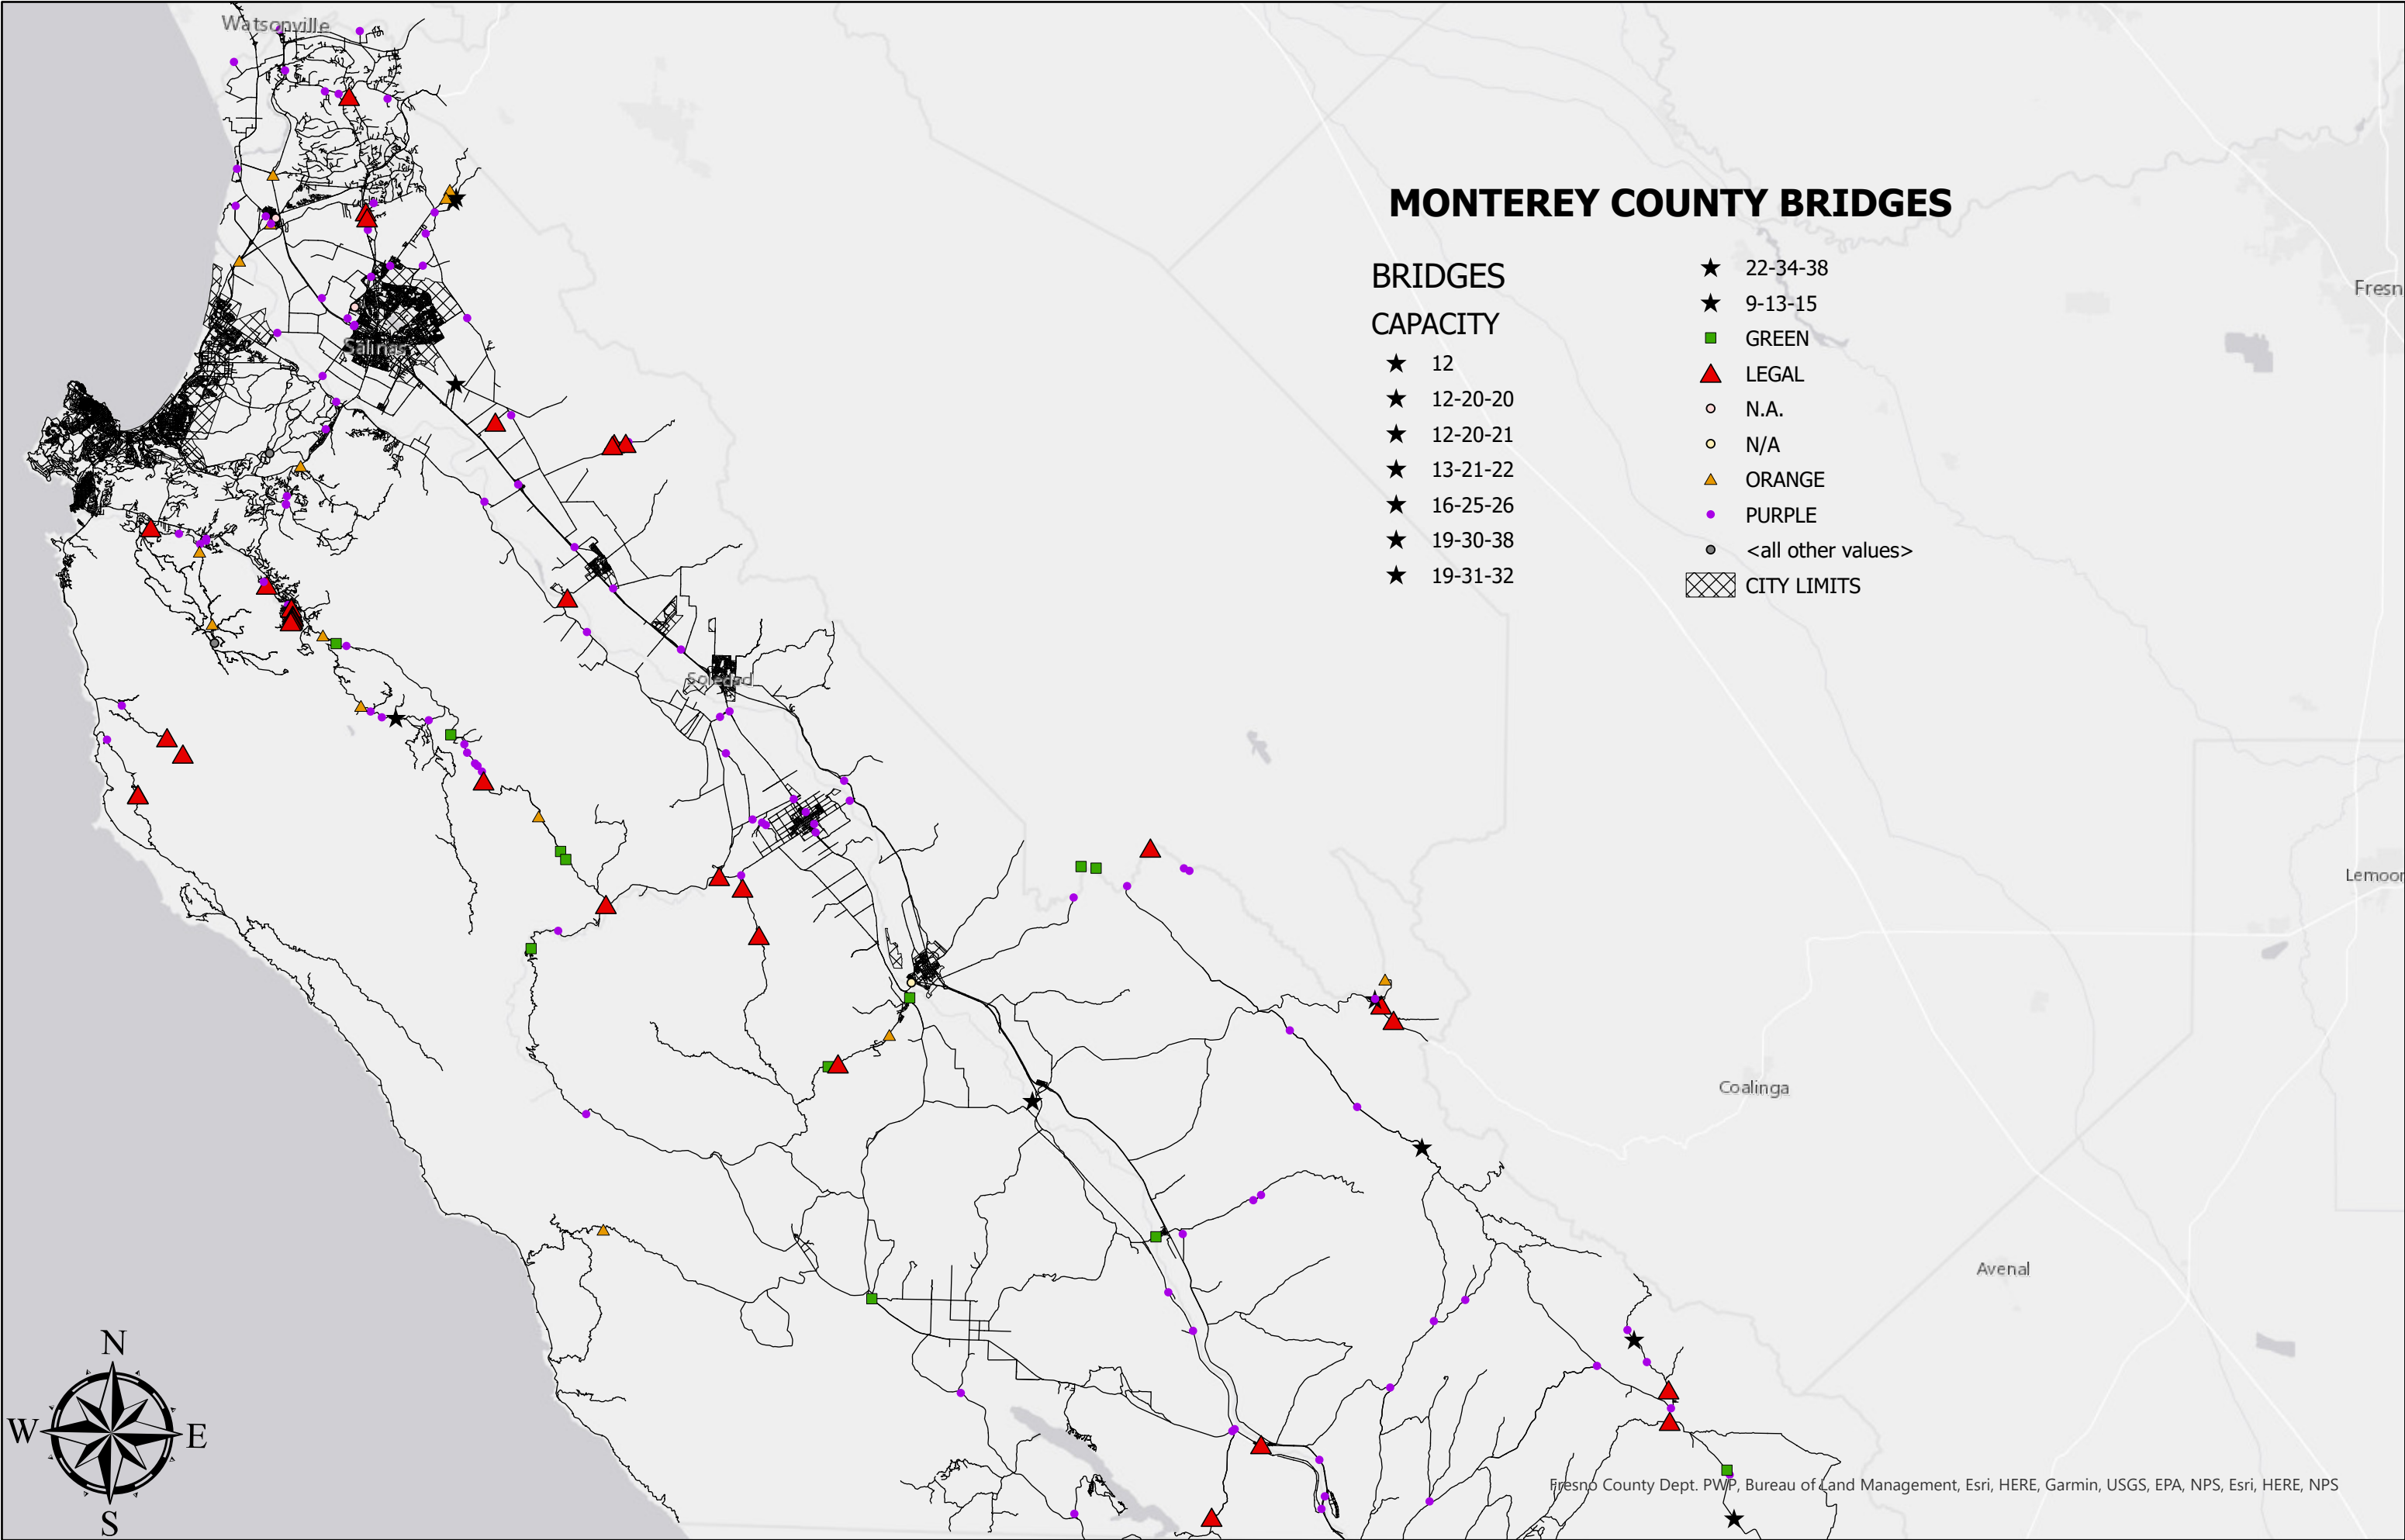 Watsonville
MONTEREY COUNTY BRIDGES
BRIDGES
CAPACITY
12
12-20-20
12-20-21
13-21-22
16-25-26
19-30-38
19-31-32
22-34-38
9-13-15
GREEN
LEGAL
N.A.
N/A
ORANGE
PURPLE
<all other values>
CITY LIMITS
Fresn
Salinas
Soledad
Lemoor
Coalinga
Avenal
N
W
E
S
Fresno County Dept. PWP, Bureau of Land Management, Esri, HERE, Garmin, USGS, EPA, NPS, Esri, HERE, NPS